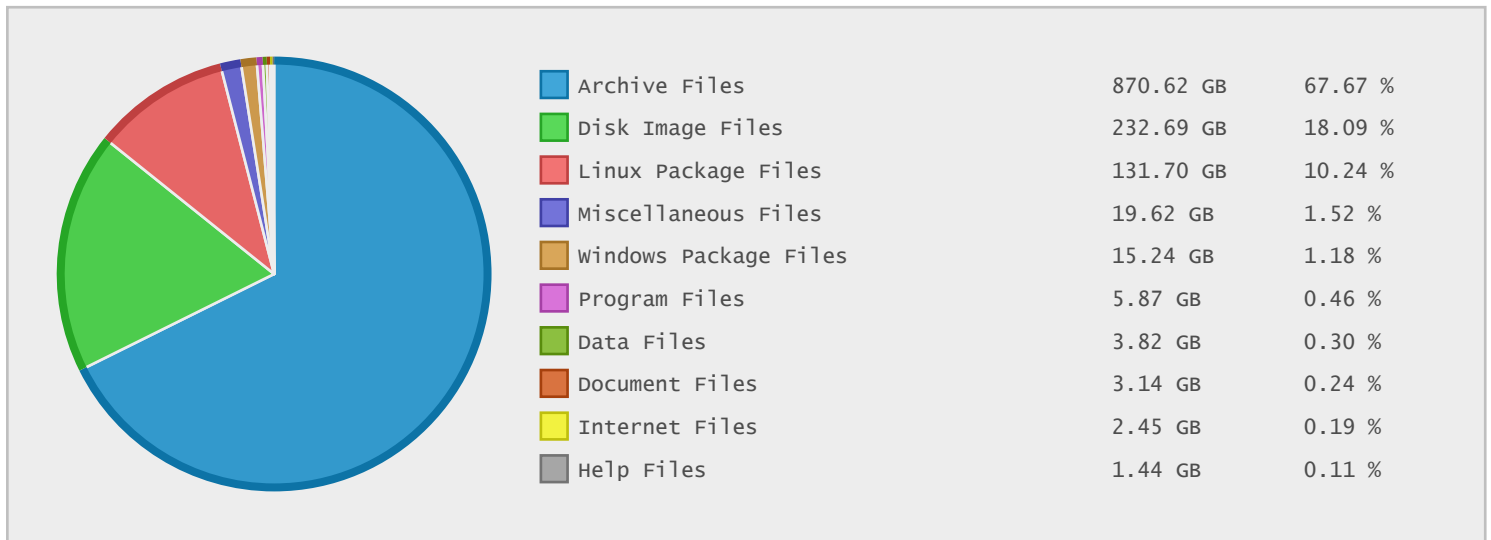 Archive Files 870.62 GB 67.67 %
Disk Image Files 232.69 GB 18.09 %
Linux Package Files 131.70 GB 10.24 %
Miscellaneous Files 19.62 GB 1.52 %
Windows Package Files 15.24 GB 1.18 %
Program Files 5.87 GB 0.46 %
Data Files 3.82 GB 0.30 %
Document Files 3.14 GB 0.24 %
Internet Files 2.45 GB 0.19 %
Help Files 1.44 GB 0.11 %